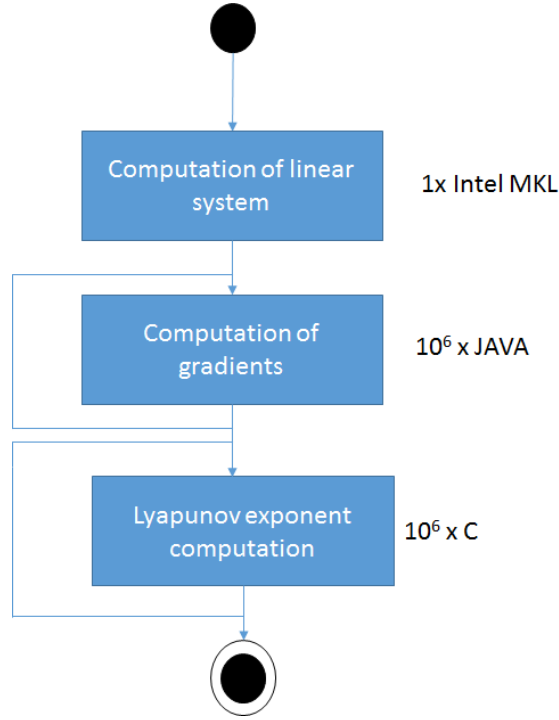 Computation of linear
system
1x Intel MKL
Computation of
gradients
10⁶ x JAVA
Lyapunov exponent
computation
10⁶ x C